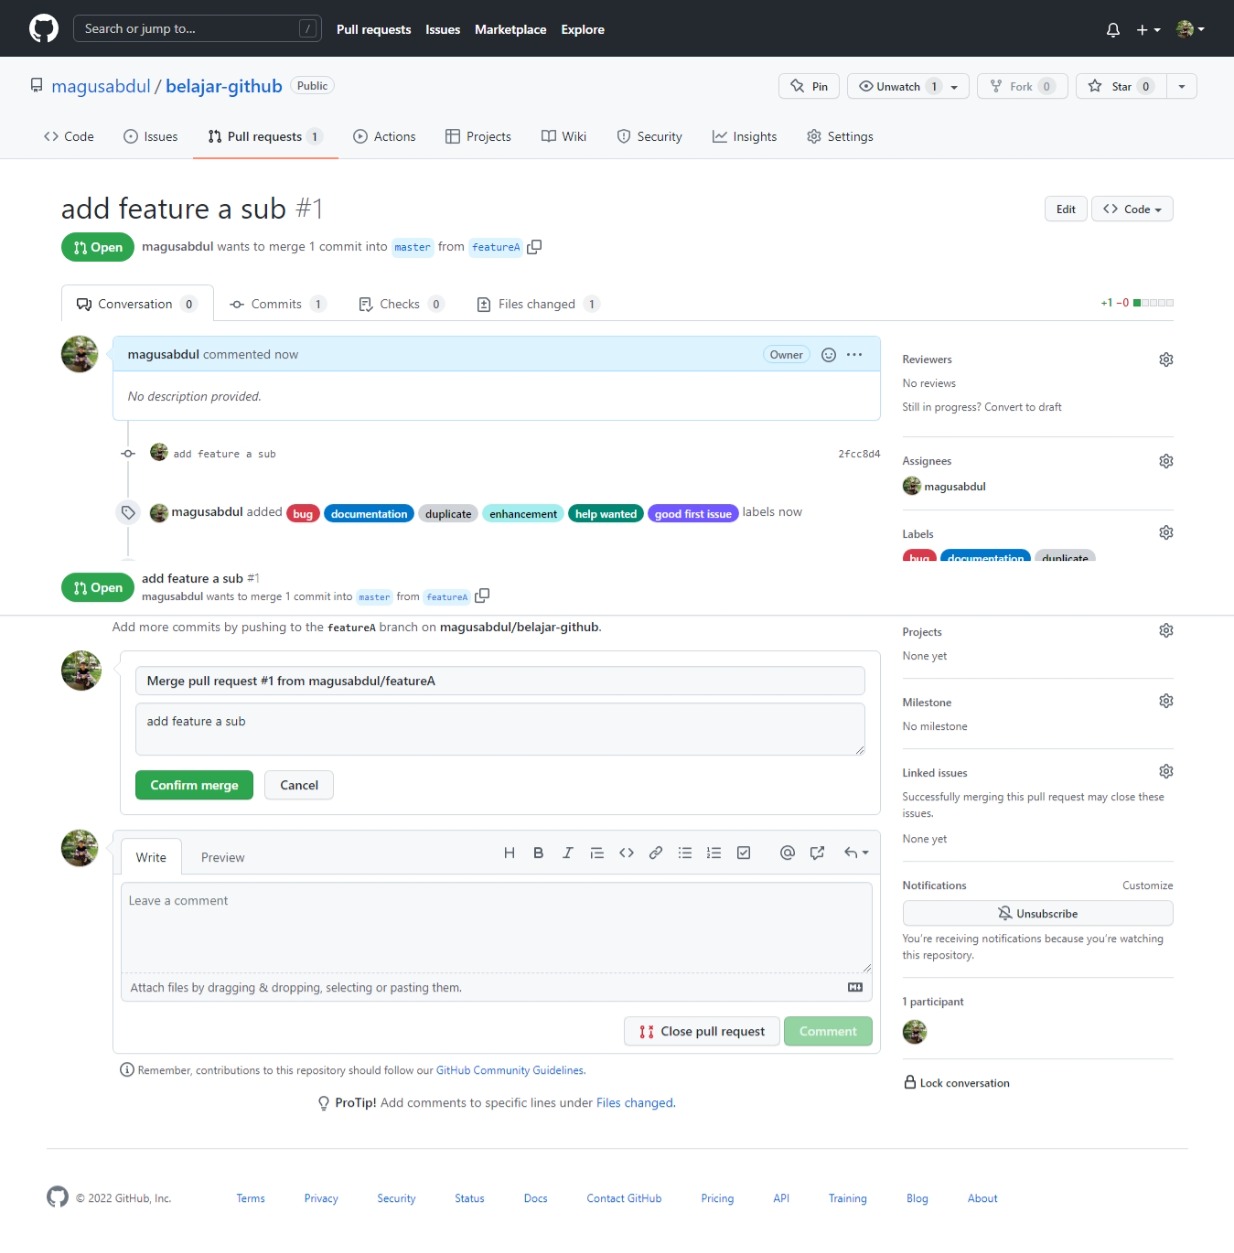 Search or jump to... /
Pull requests Issues Marketplace Explore
magusabdul / belajar-github Public
Pin Unwatch 1 Fork 0 Star 0
Code Issues Pull requests 1 Actions Projects Wiki Security Insights Settings
add feature a sub #1
Edit Code
Open magusabdul wants to merge 1 commit into master from featureA
Conversation 0 Commits 1 Checks 0 Files changed 1
+1 −0
magusabdul commented now Owner
No description provided.
add feature a sub 2fcc8d4
magusabdul added bug documentation duplicate enhancement help wanted good first issue labels now
Reviewers
No reviews
Still in progress? Convert to draft
Assignees
magusabdul
Labels
bug documentation duplicate
Open add feature a sub #1
magusabdul wants to merge 1 commit into master from featureA
Add more commits by pushing to the featureA branch on magusabdul/belajar-github.
Merge pull request #1 from magusabdul/featureA
add feature a sub
Confirm merge Cancel
Write Preview
H B I
Leave a comment
Attach files by dragging & dropping, selecting or pasting them.
Close pull request Comment
Remember, contributions to this repository should follow our GitHub Community Guidelines.
ProTip! Add comments to specific lines under Files changed.
Projects
None yet
Milestone
No milestone
Linked issues
Successfully merging this pull request may close these
issues.
None yet
Notifications Customize
Unsubscribe
You're receiving notifications because you're watching
this repository.
1 participant
Lock conversation
© 2022 GitHub, Inc. Terms Privacy Security Status Docs Contact GitHub Pricing API Training Blog About